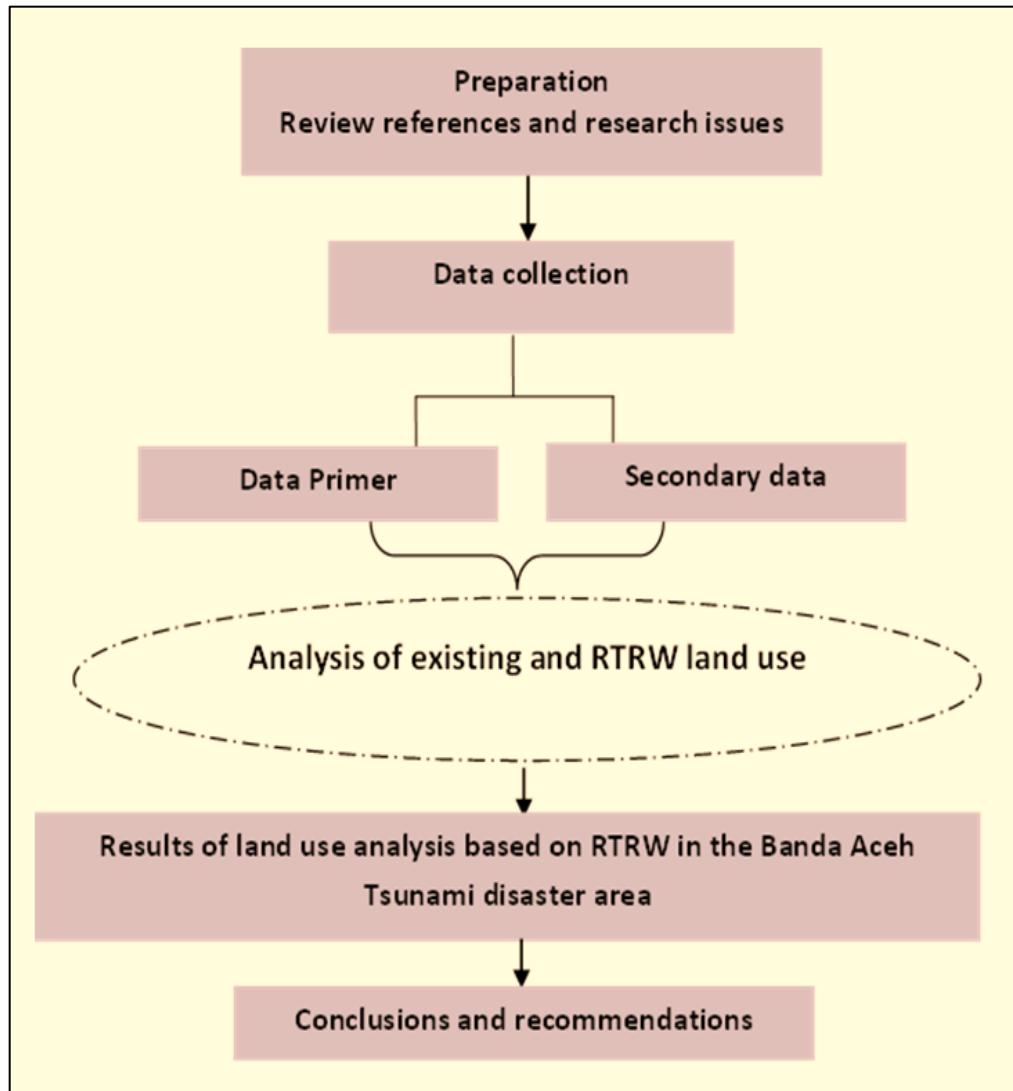 Preparation
Review references and research issues
Data collection
Data Primer
Secondary data
Analysis of existing and RTRW land use
Results of land use analysis based on RTRW in the Banda Aceh
Tsunami disaster area
Conclusions and recommendations